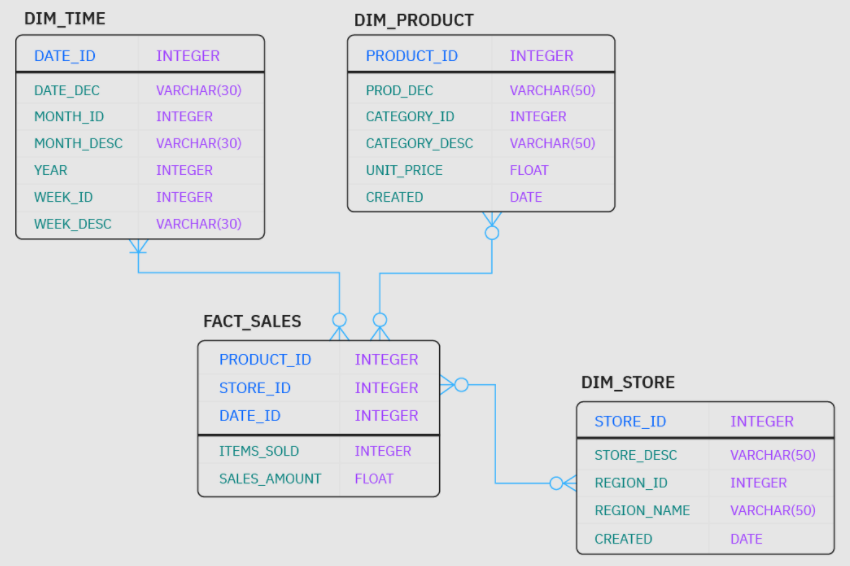 DIM_TIME
DATE_ID INTEGER
DATE_DEC VARCHAR(30)
MONTH_ID INTEGER
MONTH_DESC VARCHAR(30)
YEAR INTEGER
WEEK_ID INTEGER
WEEK_DESC VARCHAR(30)
DIM_PRODUCT
PRODUCT_ID INTEGER
PROD_DEC VARCHAR(50)
CATEGORY_ID INTEGER
CATEGORY_DESC VARCHAR(50)
UNIT_PRICE FLOAT
CREATED DATE
FACT_SALES
PRODUCT_ID INTEGER
STORE_ID INTEGER
DATE_ID INTEGER
ITEMS_SOLD INTEGER
SALES_AMOUNT FLOAT
DIM_STORE
STORE_ID INTEGER
STORE_DESC VARCHAR(50)
REGION_ID INTEGER
REGION_NAME VARCHAR(50)
CREATED DATE